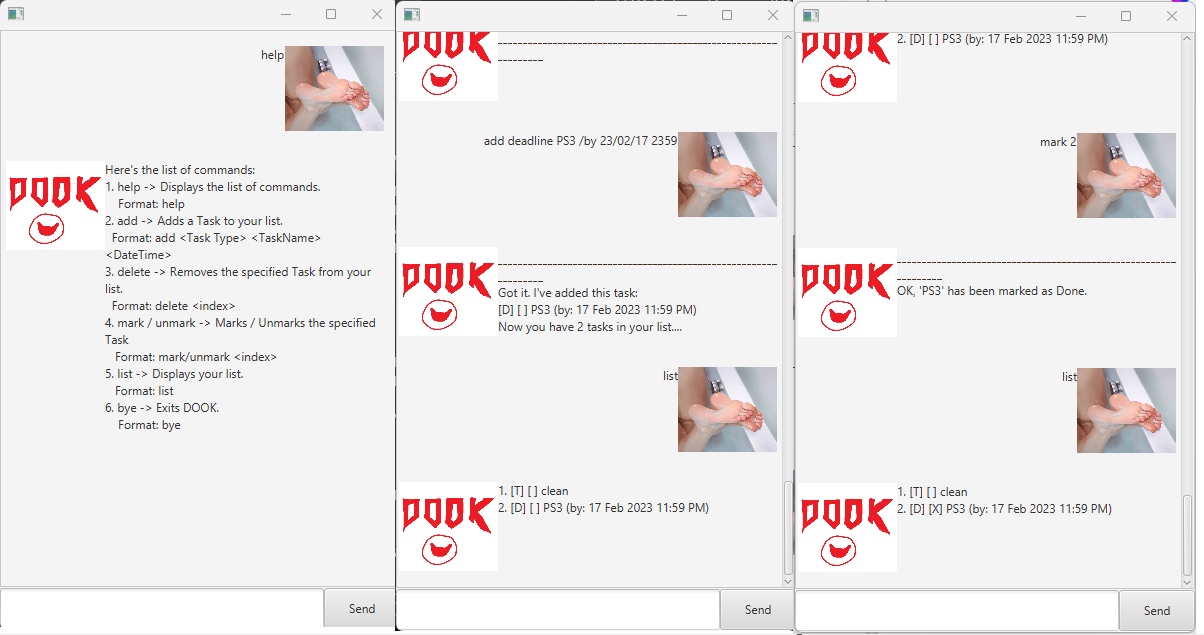 help
DOOK
Here's the list of commands:
1. help -> Displays the list of commands.
Format: help
2. add -> Adds a Task to your list.
Format: add <Task Type> <TaskName>
<DateTime>
3. delete -> Removes the specified Task from your
list.
Format: delete <index>
4. mark / unmark -> Marks / Unmarks the specified
Task
Format: mark/unmark <index>
5. list -> Displays your list.
Format: list
6. bye -> Exits DOOK.
Format: bye
Send
DOOK
add deadline PS3 /by 23/02/17 2359
DOOK
Got it. I've added this task:
[D] [ ] PS3 (by: 17 Feb 2023 11:59 PM)
Now you have 2 tasks in your list....
list
DOOK
1. [T] [ ] clean
2. [D] [ ] PS3 (by: 17 Feb 2023 11:59 PM)
Send
DOOK
2. [D] [ ] PS3 (by: 17 Feb 2023 11:59 PM)
mark 2
DOOK
OK, 'PS3' has been marked as Done.
list
DOOK
1. [T] [ ] clean
2. [D] [X] PS3 (by: 17 Feb 2023 11:59 PM)
Send